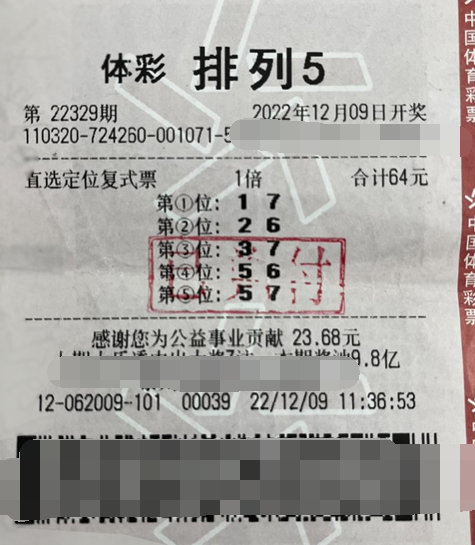 体彩 排列5
第 22329期 2022年12月09日开奖
110320-724260-001071-5
直选定位复式票 1倍 合计64元
第①位: 1 7
第②位: 2 6
第③位: 3 7
第④位: 5 6
第⑤位: 5 7
付
感谢您为公益事业贡献 23.68元
9.8亿
12-062009-101 00039 22/12/09 11:36:53
中国体育彩票
中国体育彩票